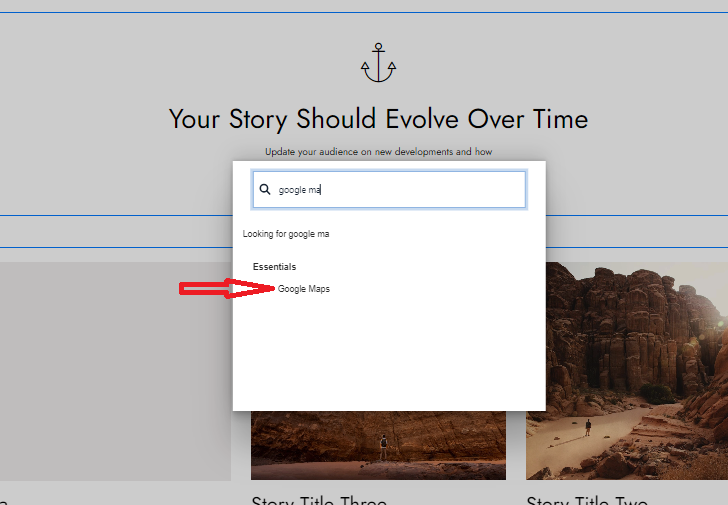 Your Story Should Evolve Over Time
Update your audience on new developments and how
google ma
Looking for google ma
Essentials
Google Maps
Story Title Three
Story Title Two